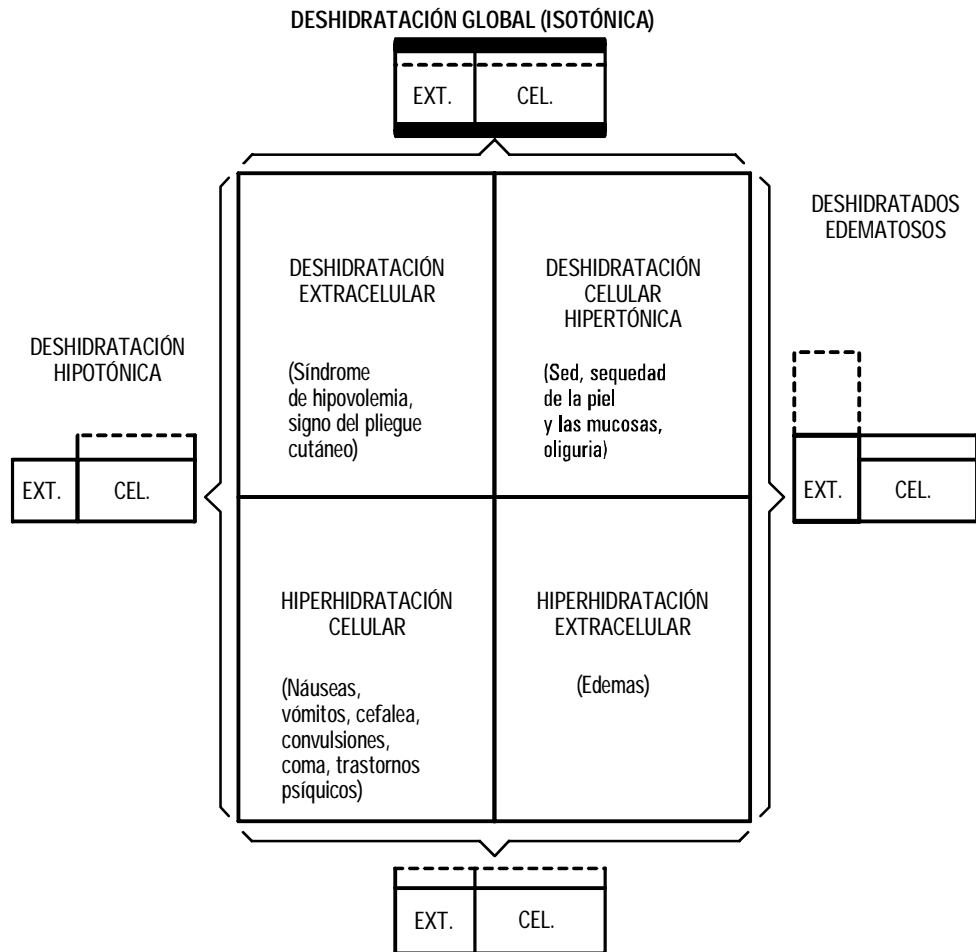 DESHIDRATACIÓN GLOBAL (ISOTÓNICA)
EXT.
CEL.
DESHIDRATADOS
EDEMATOSOS
DESHIDRATACIÓN
EXTRACELULAR
DESHIDRATACIÓN
CELULAR
HIPERTÓNICA
DESHIDRATACIÓN
HIPOTÓNICA
(Síndrome
de hipovolemia,
signo del pliegue
cutáneo)
(Sed, sequedad
de la piel
y las mucosas,
oliguria)
EXT.
CEL.
EXT.
CEL.
HIPERHIDRATACIÓN
CELULAR
HIPERHIDRATACIÓN
EXTRACELULAR
(Náuseas,
vómitos, cefalea,
convulsiones,
coma, trastornos
psíquicos)
(Edemas)
EXT.
CEL.